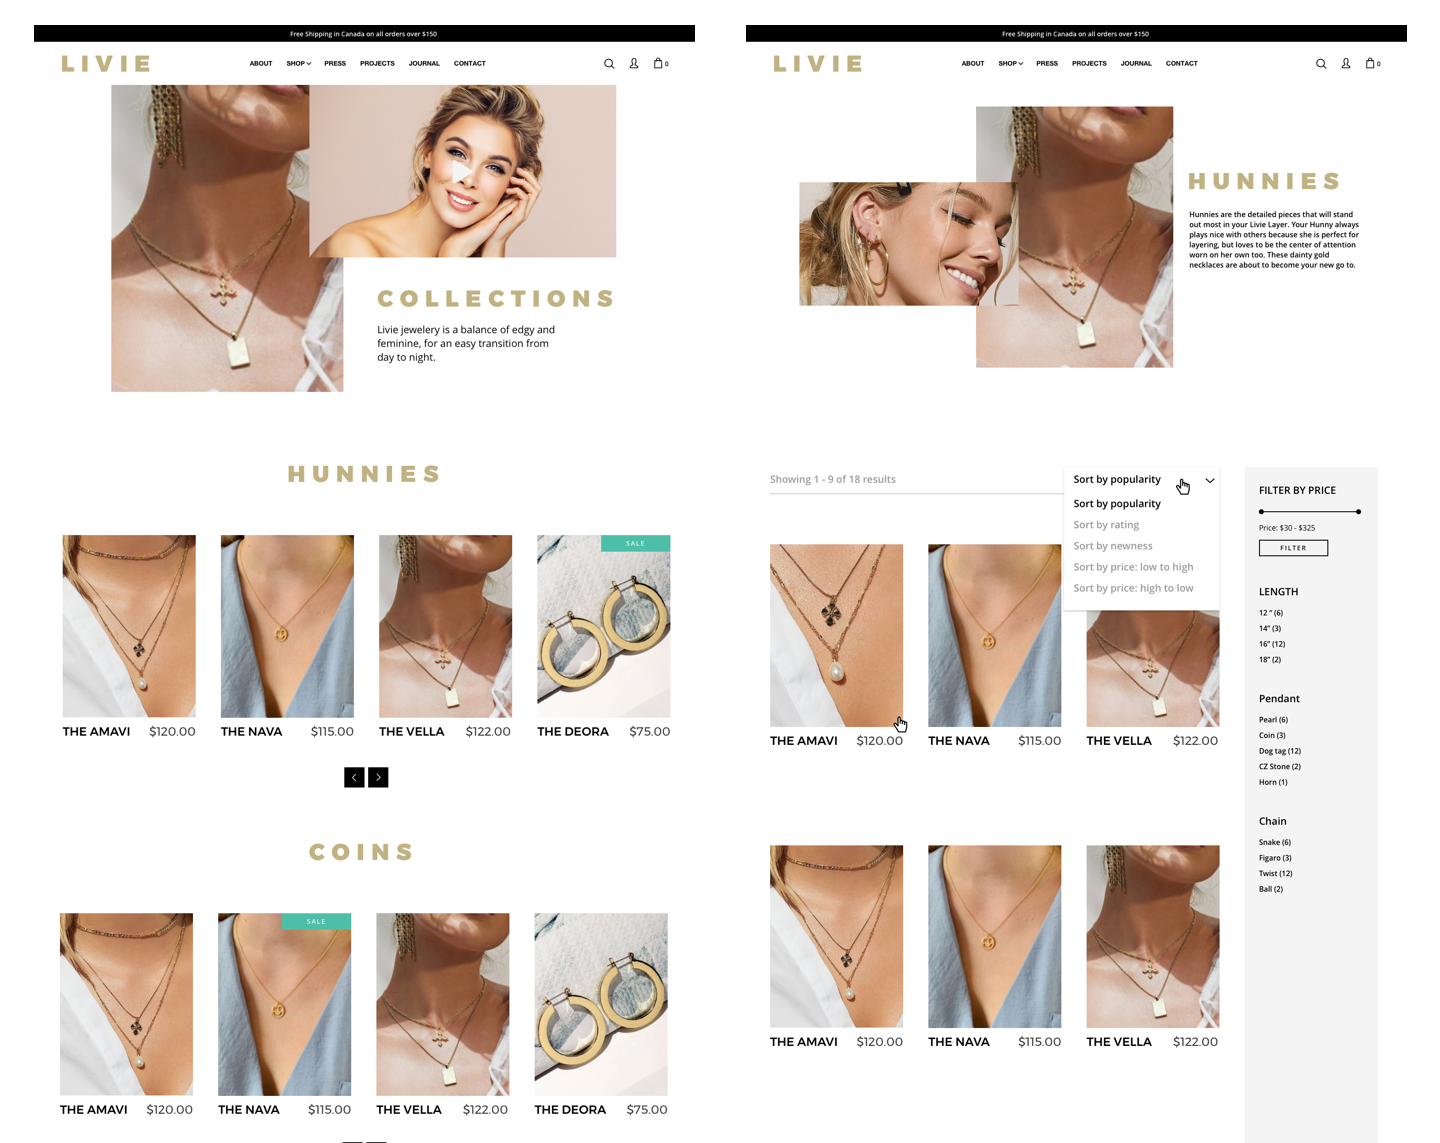 Free Shipping in Canada on all orders over $150
LIVIE
ABOUT SHOP PRESS PROJECTS JOURNAL CONTACT
0
COLLECTIONS
Livie jewelery is a balance of edgy and
feminine, for an easy transition from
day to night.
HUNNIES
SALE
THE AMAVI $120.00
THE NAVA $115.00
THE VELLA $122.00
THE DEORA $75.00
COINS
SALE
THE AMAVI $120.00
THE NAVA $115.00
THE VELLA $122.00
THE DEORA $75.00
Free Shipping in Canada on all orders over $150
LIVIE
ABOUT SHOP PRESS PROJECTS JOURNAL CONTACT
0
HUNNIES
Hunnies are the detailed pieces that will stand
out most in your Livie Layer. Your Hunny always
plays nice with others because she is perfect for
layering, but loves to be the center of attention
worn on her own too. These dainty gold
necklaces are about to become your new go to.
Showing 1 - 9 of 18 results
Sort by popularity
Sort by popularity
Sort by rating
Sort by newness
Sort by price: low to high
Sort by price: high to low
THE AMAVI $120.00
THE NAVA $115.00
THE VELLA $122.00
THE AMAVI $120.00
THE NAVA $115.00
THE VELLA $122.00
FILTER BY PRICE
Price: $30 - $325
FILTER
LENGTH
12 " (6)
14" (3)
16" (12)
18" (2)
Pendant
Pearl (6)
Coin (3)
Dog tag (12)
CZ Stone (2)
Horn (1)
Chain
Snake (6)
Figaro (3)
Twist (12)
Ball (2)